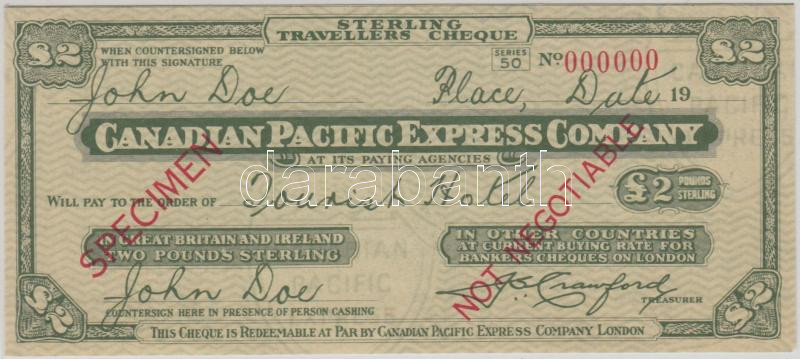 STERLING
TRAVELLERS CHEQUE
£2
£2
WHEN COUNTERSIGNED BELOW
WITH THIS SIGNATURE
SERIES
50
No 000000
John Doe
Place, Date 19
CANADIAN PACIFIC EXPRESS COMPANY
AT ITS PAYING AGENCIES
darabanth
WILL PAY TO THE ORDER OF
Hotel
£2 POUNDS
STERLING
SPECIMEN
NOT NEGOTIABLE
IN GREAT BRITAIN AND IRELAND
TWO POUNDS STERLING
IN OTHER COUNTRIES
AT CURRENT BUYING RATE FOR
BANKERS CHEQUES ON LONDON
John Doe
Crawford
TREASURER
COUNTERSIGN HERE IN PRESENCE OF PERSON CASHING
£2
£2
THIS CHEQUE IS REDEEMABLE AT PAR BY CANADIAN PACIFIC EXPRESS COMPANY LONDON